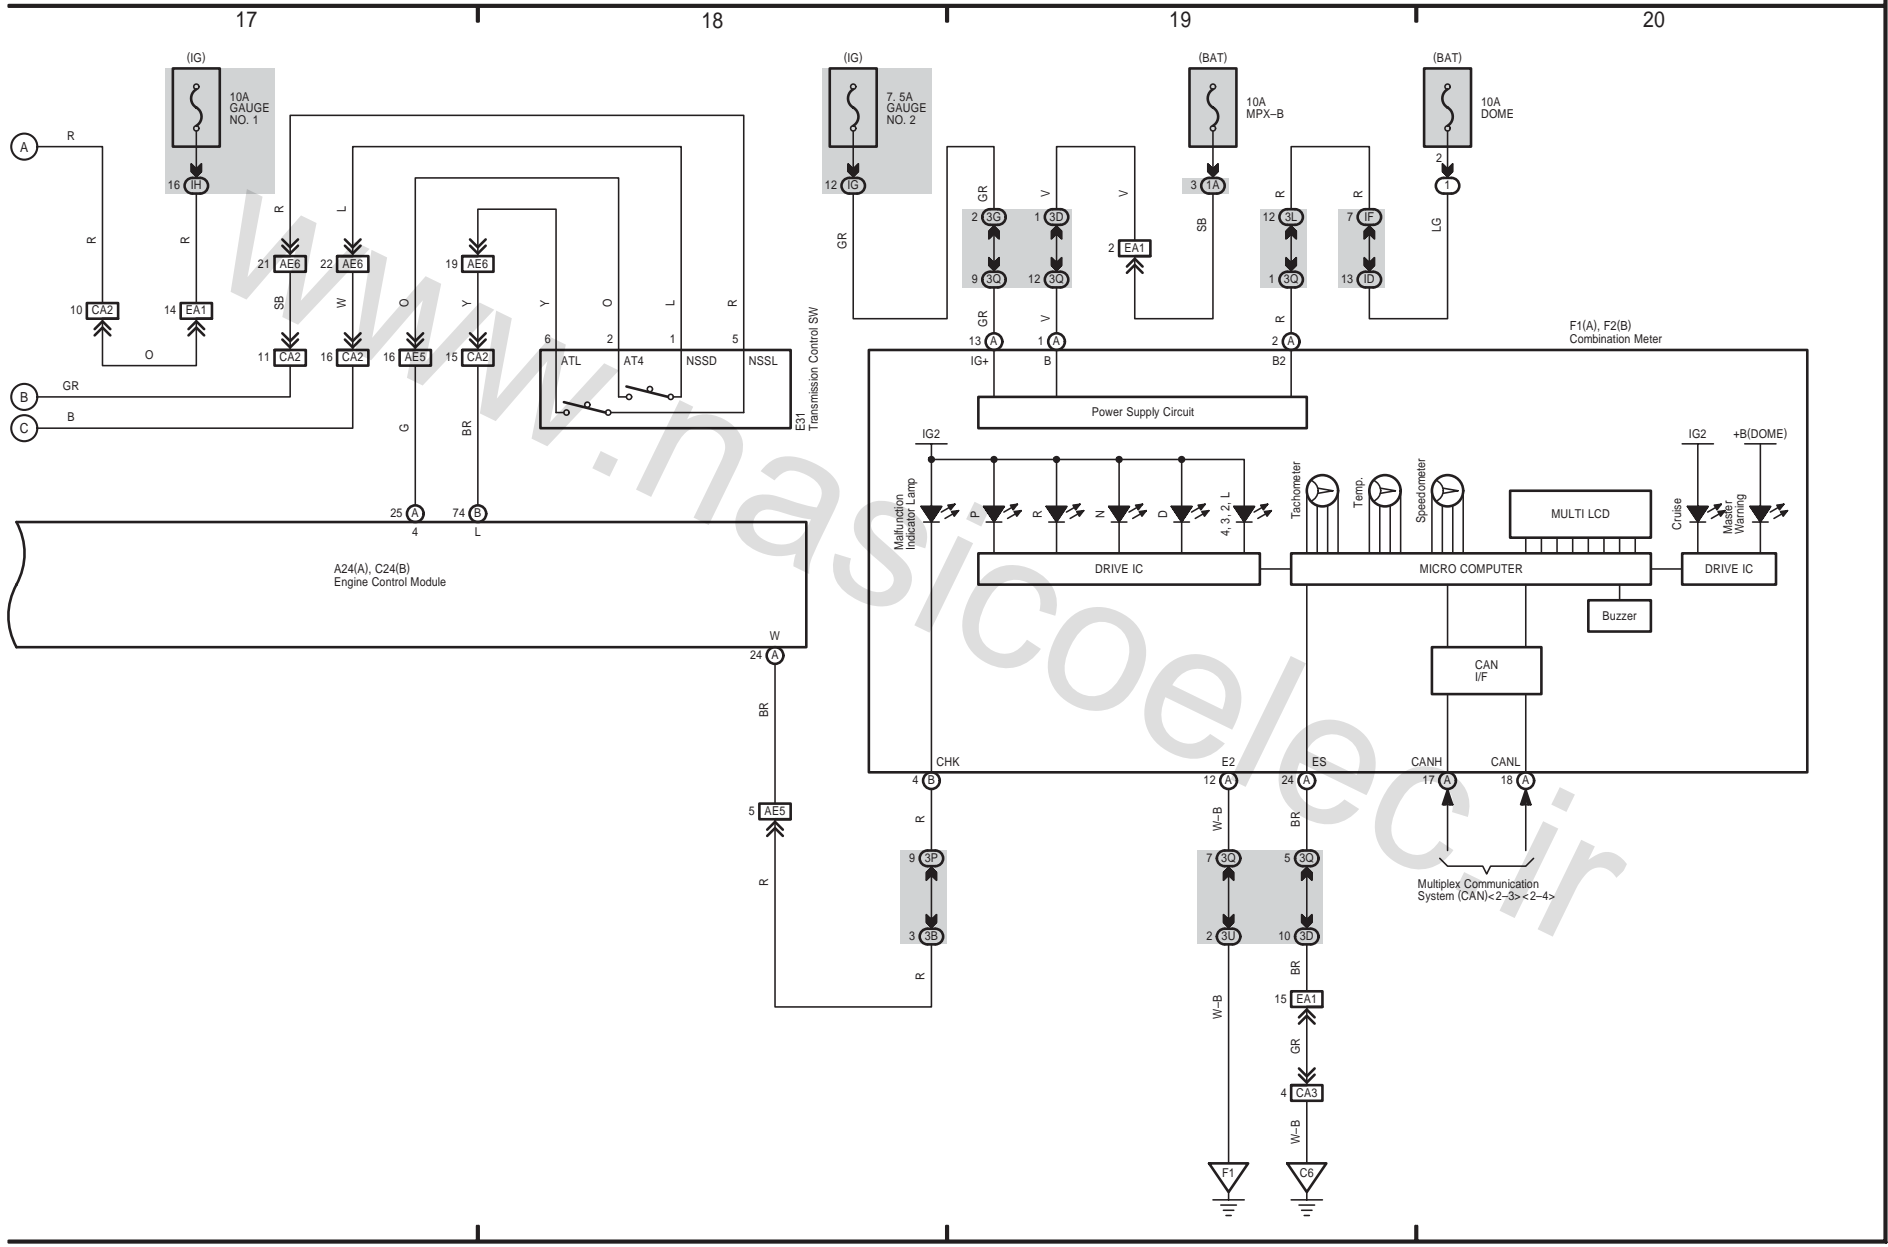 17
18
19
20
(IG)
(IG)
(BAT)
(BAT)
10A
GAUGE
NO. 1
7. 5A
GAUGE
NO. 2
10A
MPX–B
10A
DOME
A
R
16 IH
12 IG
3 1A
2
1
R
R
R
L
GR
GR
V
V
SB
R
R
LG
2 3G
1 3D
12 3L
7 IF
21 AE6
22 AE6
19 AE6
2 EA1
9 3Q
12 3Q
1 3Q
13 ID
10 CA2
14 EA1
SB
W
O
Y
Y
O
L
R
GR
V
R
O
11 CA2
16 CA2
16 AE5
15 CA2
6
2
1
5
13 A
1 A
2 A
F1(A), F2(B)
Combination Meter
ATL
AT4
NSSD
NSSL
IG+
B
B2
E31
Transmission Control SW
B
GR
C
B
G
BR
Power Supply Circuit
IG2
IG2
+B(DOME)
Malfunction
Indicator Lamp
P
R
N
D
4, 3, 2, L
Tachometer
Temp.
Speedometer
MULTI LCD
Cruise
Master
Warning
25 A
74 B
4
L
A24(A), C24(B)
Engine Control Module
DRIVE IC
MICRO COMPUTER
DRIVE IC
Buzzer
W
24 A
CAN
I/F
BR
CHK
E2
ES
CANH
CANL
4 B
12 A
24 A
17 A
18 A
5 AE5
R
W–B
BR
9 3P
7 3Q
5 3Q
R
Multiplex Communication
System (CAN)<2–3><2–4>
3 3B
2 3U
10 3D
R
BR
W–B
15 EA1
GR
4 CA3
W–B
F1
C6
www.nasicoelec.ir